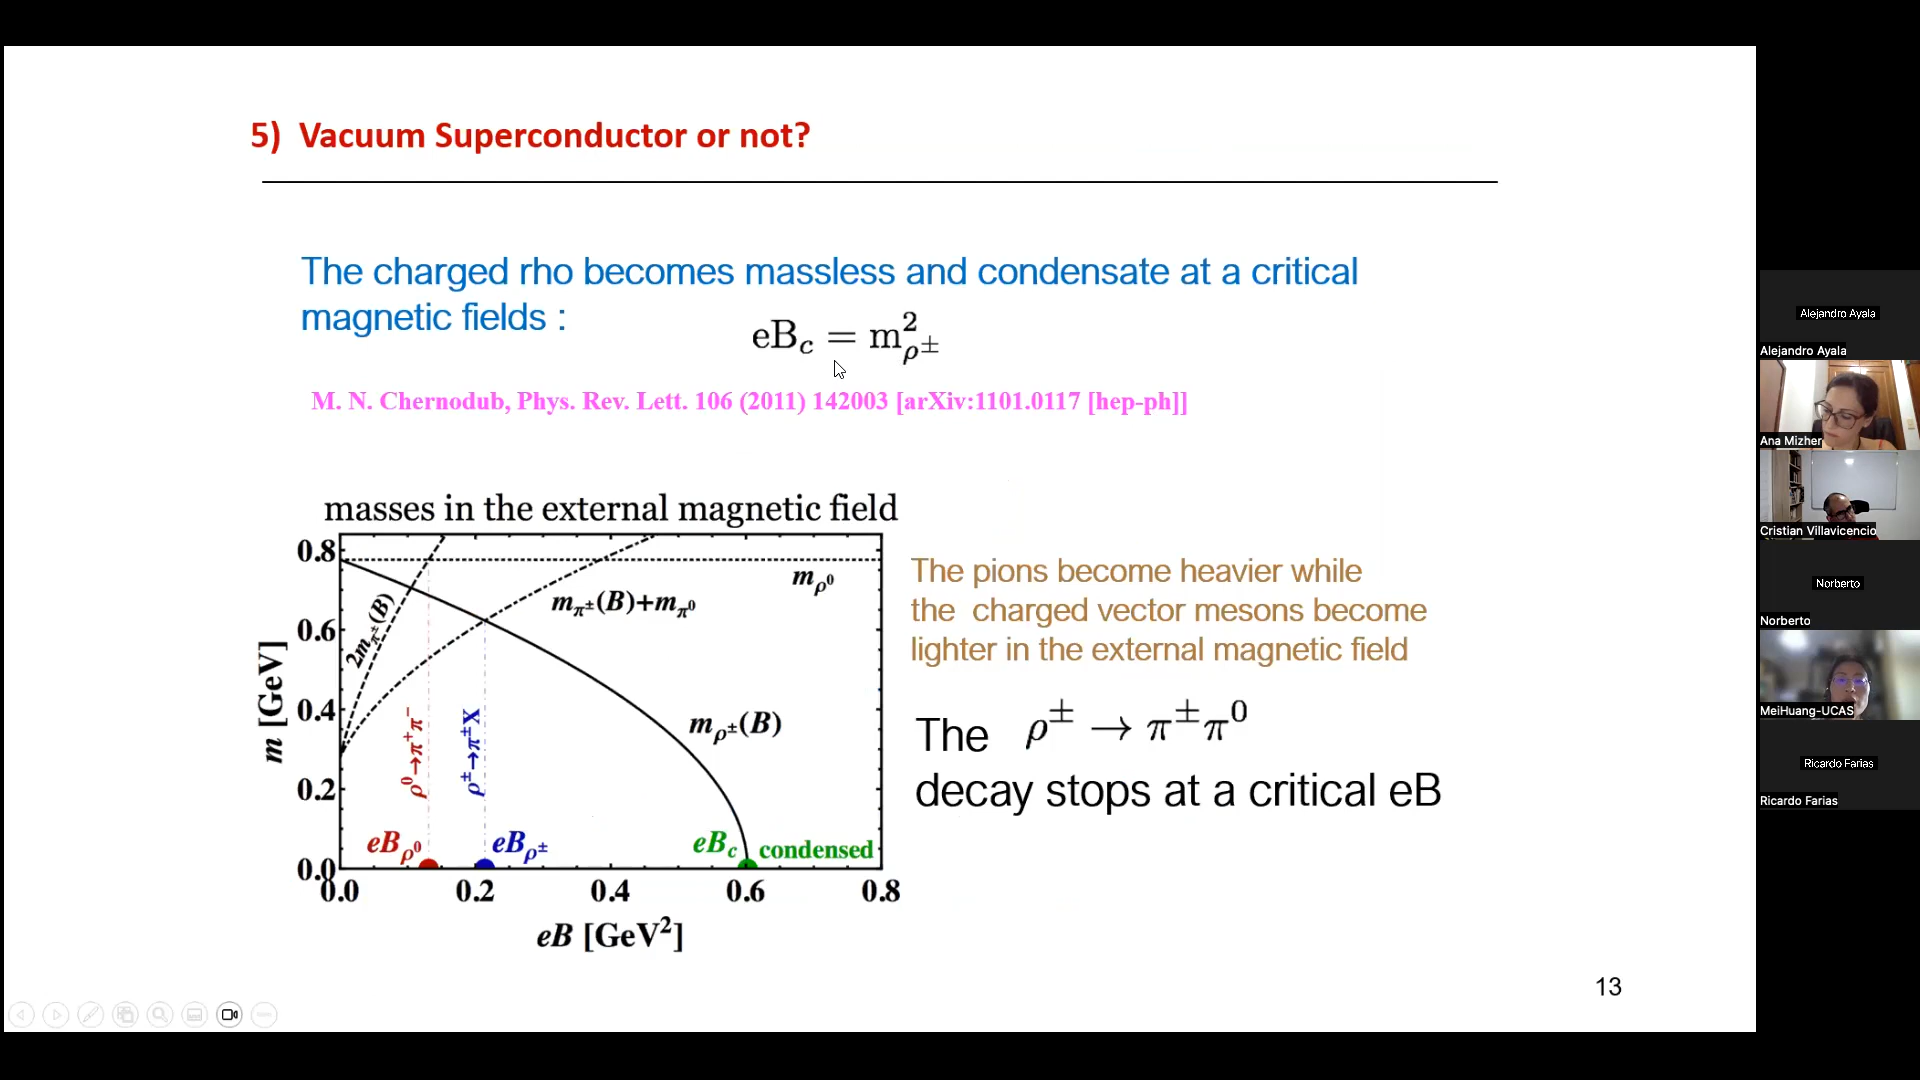 5) Vacuum Superconductor or not?
The charged rho becomes massless and condensate at a critical
magnetic fields :
eB_c = m²_ρ±
M. N. Chernodub, Phys. Rev. Lett. 106 (2011) 142003 [arXiv:1101.0117 [hep-ph]]
masses in the external magnetic field
0.8
0.6
0.4
0.2
0.0
m [GeV]
m_ρ⁰
m_π±(B)+m_π⁰
2m_π±(B)
m_ρ±(B)
ρ⁰→π⁺π⁻
ρ±→π±X
eB_ρ⁰
eB_ρ±
eB_c condensed
0.0 0.2 0.4 0.6 0.8
eB [GeV²]
The pions become heavier while
the charged vector mesons become
lighter in the external magnetic field
The ρ± → π±π⁰
decay stops at a critical eB
13
Alejandro Ayala
Alejandro Ayala
Ana Mizher
Cristian Villavicencio
Norberto
Norberto
MeiHuang-UCAS
Ricardo Farias
Ricardo Farias